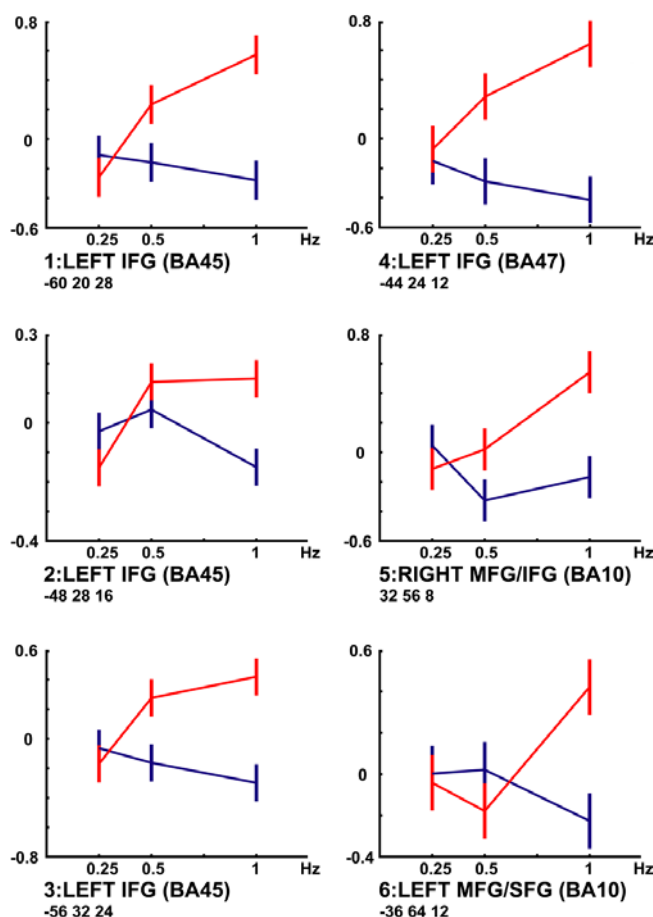 0.8
0
-0.6
0.25 0.5 1 Hz
1:LEFT IFG (BA45)
-60 20 28
0.8
0
-0.6
0.25 0.5 1 Hz
4:LEFT IFG (BA47)
-44 24 12
0.3
0
-0.4
0.25 0.5 1 Hz
2:LEFT IFG (BA45)
-48 28 16
0.8
0
-0.6
0.25 0.5 1 Hz
5:RIGHT MFG/IFG (BA10)
32 56 8
0.6
0
-0.8
0.25 0.5 1 Hz
3:LEFT IFG (BA45)
-56 32 24
0.6
0
-0.4
0.25 0.5 1 Hz
6:LEFT MFG/SFG (BA10)
-36 64 12